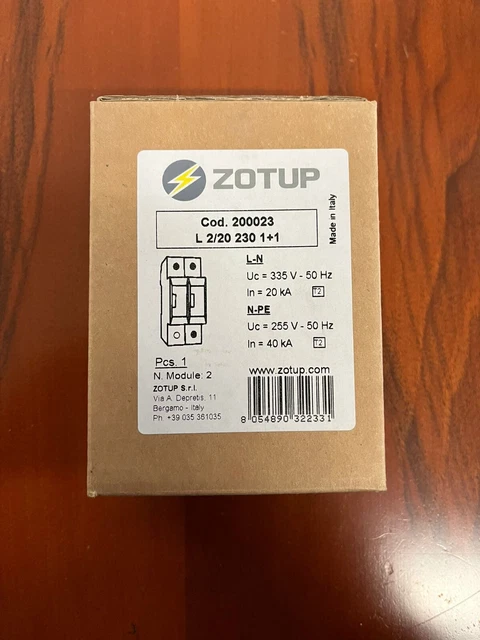 ZOTUP
Cod. 200023
L 2/20 230 1+1
Made in Italy
L-N
Uc = 335 V - 50 Hz
In = 20 kA T2
N-PE
Uc = 255 V - 50 Hz
In = 40 kA T2
Pcs. 1
N. Module: 2
ZOTUP S.r.l.
Via A. Depretis, 11
Bergamo - Italy
Ph. +39 035 361035
www.zotup.com
8 054890 322331